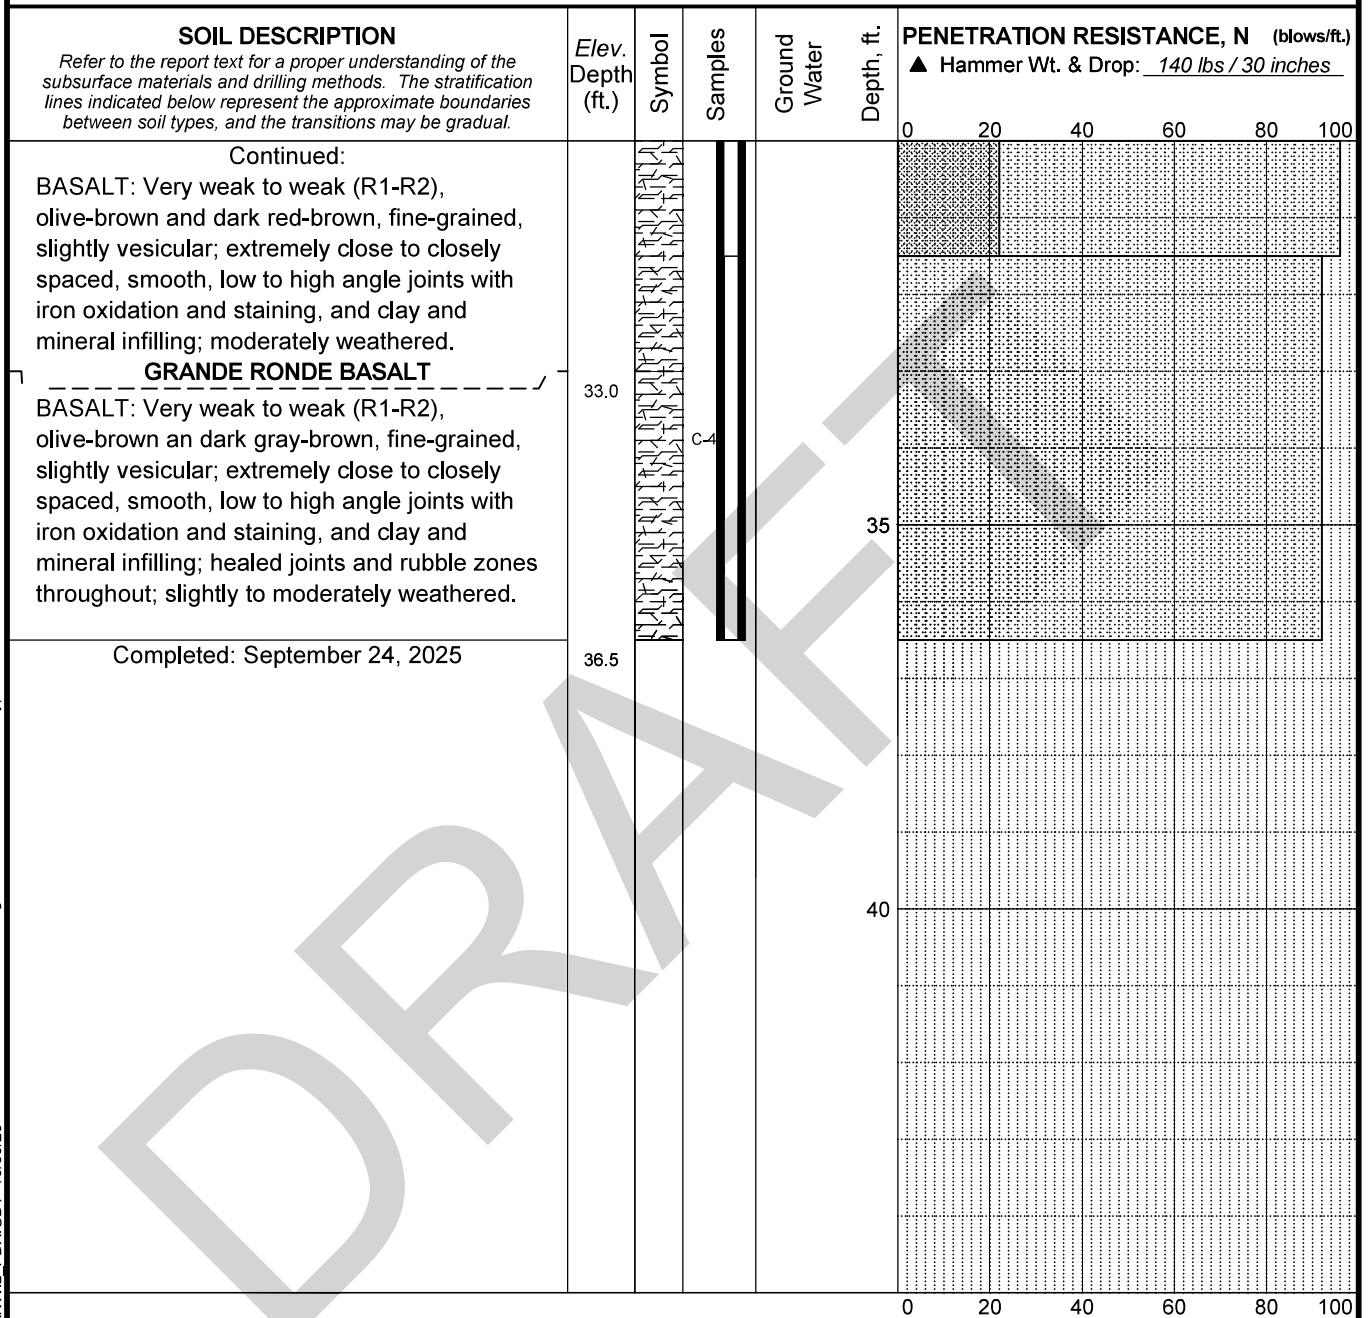 SOIL DESCRIPTION
Refer to the report text for a proper understanding of the
subsurface materials and drilling methods. The stratification
lines indicated below represent the approximate boundaries
between soil types, and the transitions may be gradual.
Elev.
Depth
(ft.)
Symbol
Samples
Ground
Water
Depth, ft.
PENETRATION RESISTANCE, N (blows/ft.)
▲ Hammer Wt. & Drop: 140 lbs / 30 inches
0 20 40 60 80 100
Continued:
BASALT: Very weak to weak (R1-R2),
olive-brown and dark red-brown, fine-grained,
slightly vesicular; extremely close to closely
spaced, smooth, low to high angle joints with
iron oxidation and staining, and clay and
mineral infilling; moderately weathered.
GRANDE RONDE BASALT
33.0
BASALT: Very weak to weak (R1-R2),
olive-brown an dark gray-brown, fine-grained,
slightly vesicular; extremely close to closely
spaced, smooth, low to high angle joints with
iron oxidation and staining, and clay and
mineral infilling; healed joints and rubble zones
throughout; slightly to moderately weathered.
C-4
35
Completed: September 24, 2025
36.5
40
0 20 40 60 80 100
DRAFT